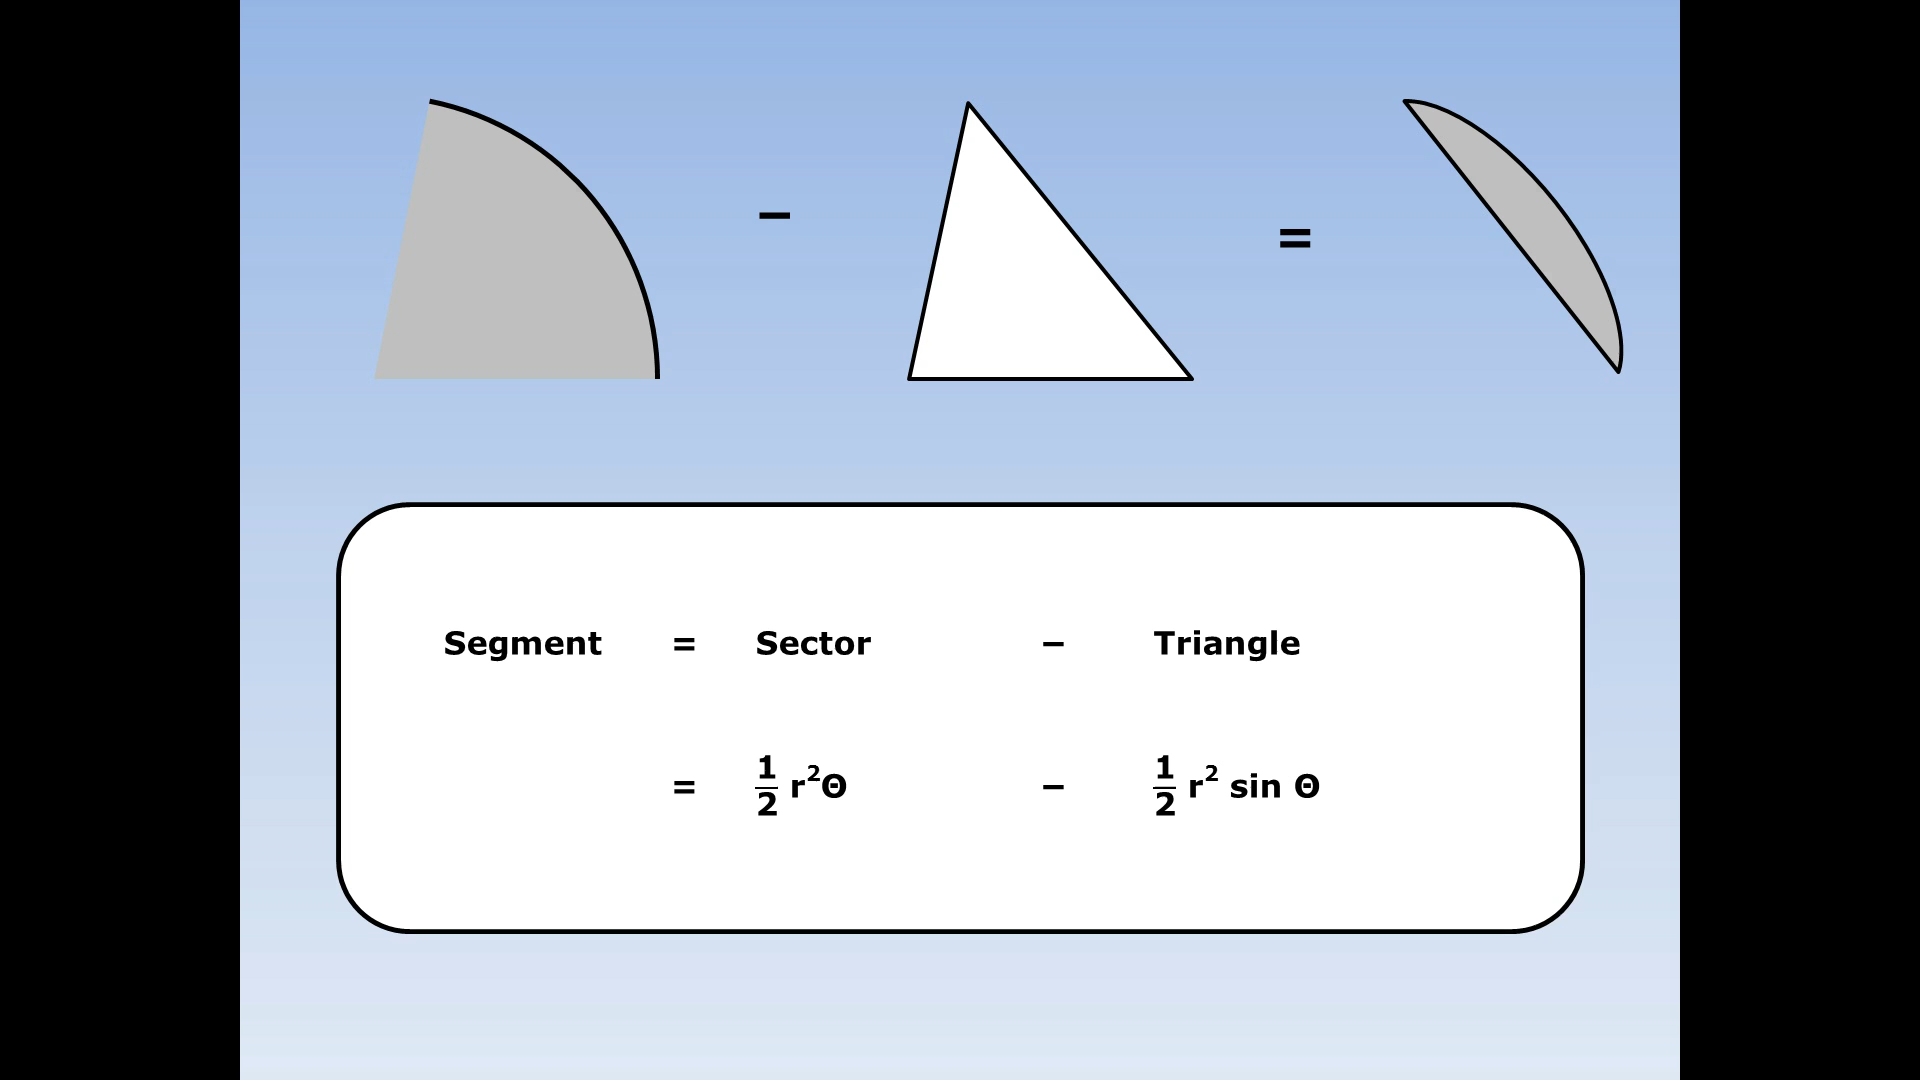 − =
Segment = Sector − Triangle
= 1/2 r²Θ − 1/2 r² sin Θ